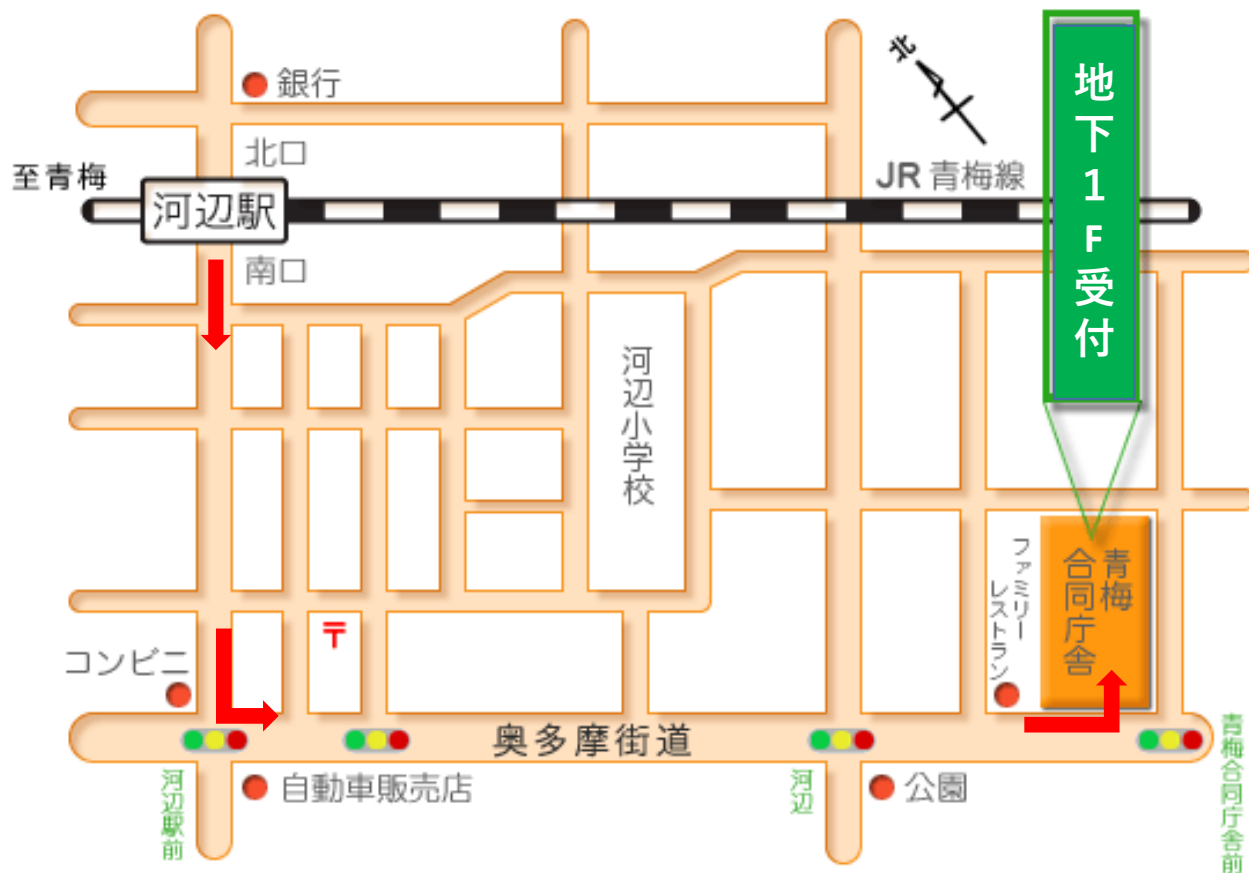 銀行
北口
北
至青梅
河辺駅
JR 青梅線
南口
地下1F受付
河辺小学校
青梅
合同庁舎
ファミリー
レストラン
〒
コンビニ
奥多摩街道
河辺駅前
自動車販売店
河辺
公園
青梅合同庁舎前